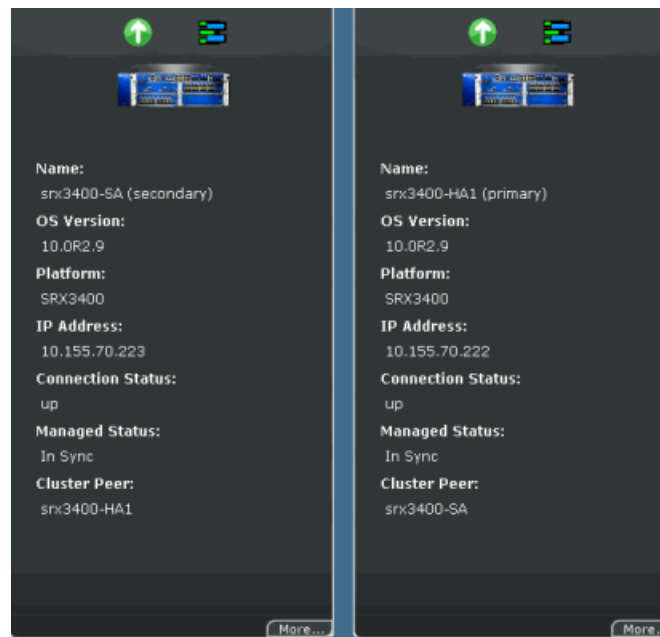 Name:
srx3400-SA (secondary)
OS Version:
10.0R2.9
Platform:
SRX3400
IP Address:
10.155.70.223
Connection Status:
up
Managed Status:
In Sync
Cluster Peer:
srx3400-HA1
More...
Name:
srx3400-HA1 (primary)
OS Version:
10.0R2.9
Platform:
SRX3400
IP Address:
10.155.70.222
Connection Status:
up
Managed Status:
In Sync
Cluster Peer:
srx3400-SA
More.